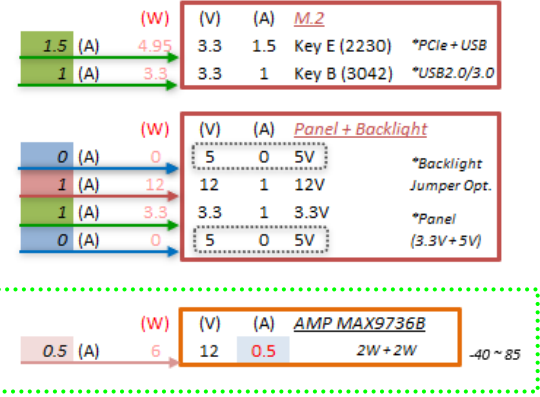 (W) (V) (A) M.2
1.5 (A) 4.95 3.3 1.5 Key E (2230) *PCIe + USB
1 (A) 3.3 3.3 1 Key B (3042) *USB2.0/3.0
(W) (V) (A) Panel + Backlight
0 (A) 0 5 0 5V *Backlight
1 (A) 12 12 1 12V Jumper Opt.
1 (A) 3.3 3.3 1 3.3V *Panel
0 (A) 0 5 0 5V (3.3V + 5V)
(W) (V) (A) AMP MAX9736B
0.5 (A) 6 12 0.5 2W + 2W -40 ~ 85